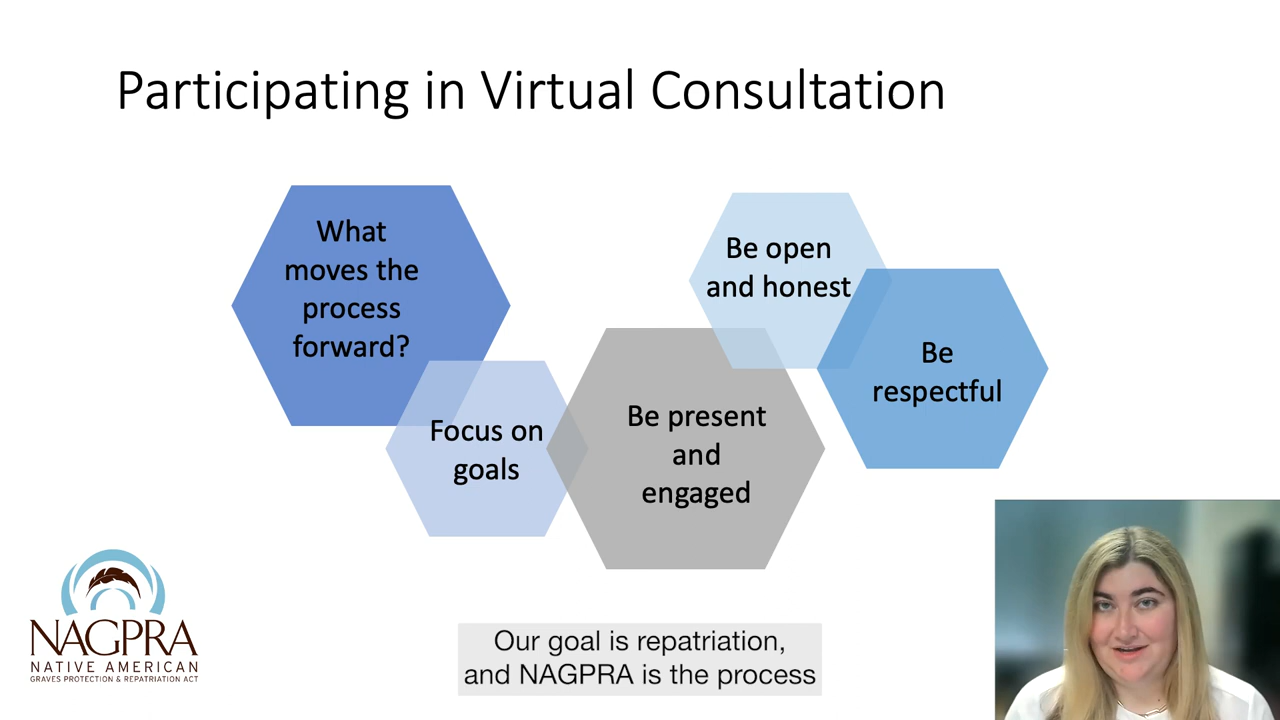 Participating in Virtual Consultation
What
moves the
process
forward?
Focus on
goals
Be present
and
engaged
Be open
and honest
Be
respectful
NAGPRA
NATIVE AMERICAN
GRAVES PROTECTION & REPATRIATION ACT
Our goal is repatriation,
and NAGPRA is the process